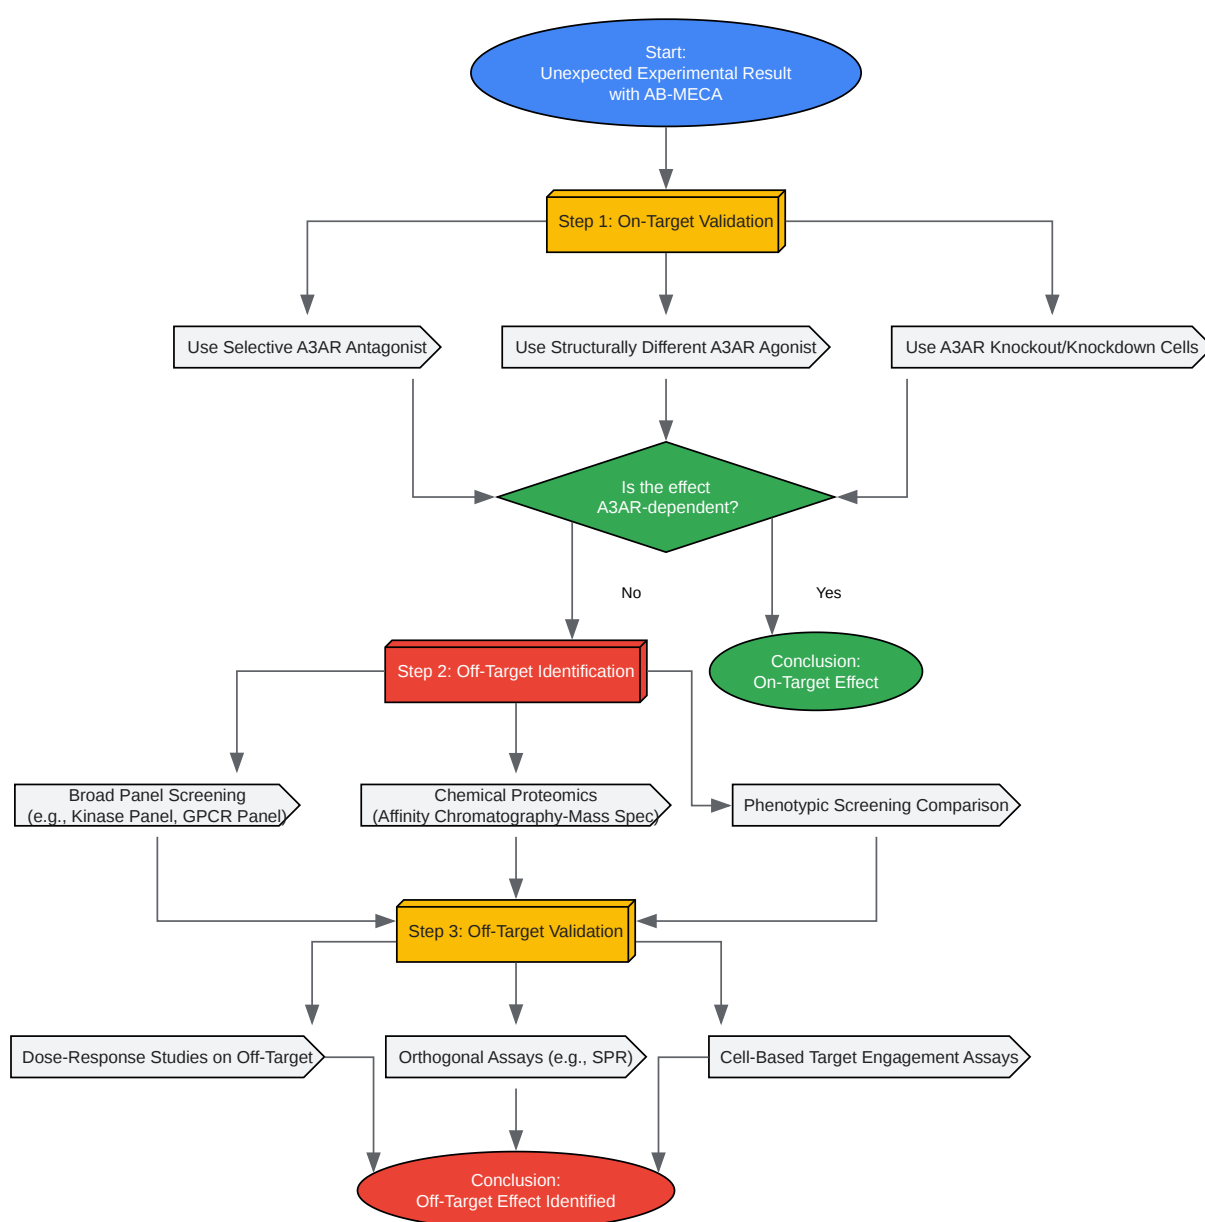 Start:
Unexpected Experimental Result
with AB-MECA
Step 1: On-Target Validation
Use Selective A3AR Antagonist
Use Structurally Different A3AR Agonist
Use A3AR Knockout/Knockdown Cells
Is the effect
A3AR-dependent?
No
Yes
Step 2: Off-Target Identification
Conclusion:
On-Target Effect
Broad Panel Screening
(e.g., Kinase Panel, GPCR Panel)
Chemical Proteomics
(Affinity Chromatography-Mass Spec)
Phenotypic Screening Comparison
Step 3: Off-Target Validation
Dose-Response Studies on Off-Target
Orthogonal Assays (e.g., SPR)
Cell-Based Target Engagement Assays
Conclusion:
Off-Target Effect Identified